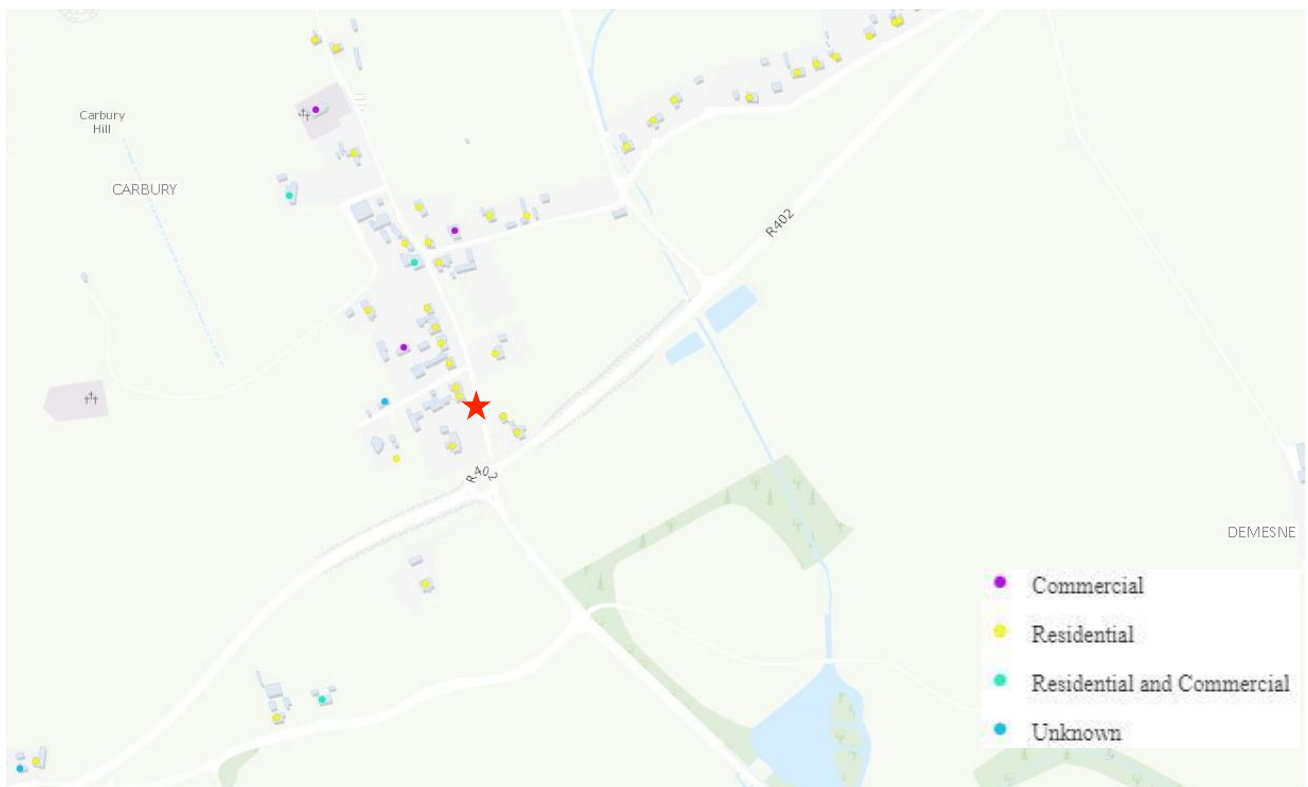 Carbury
Hill
CARBURY
R402
R402
DEMESNE
Commercial
Residential
Residential and Commercial
Unknown